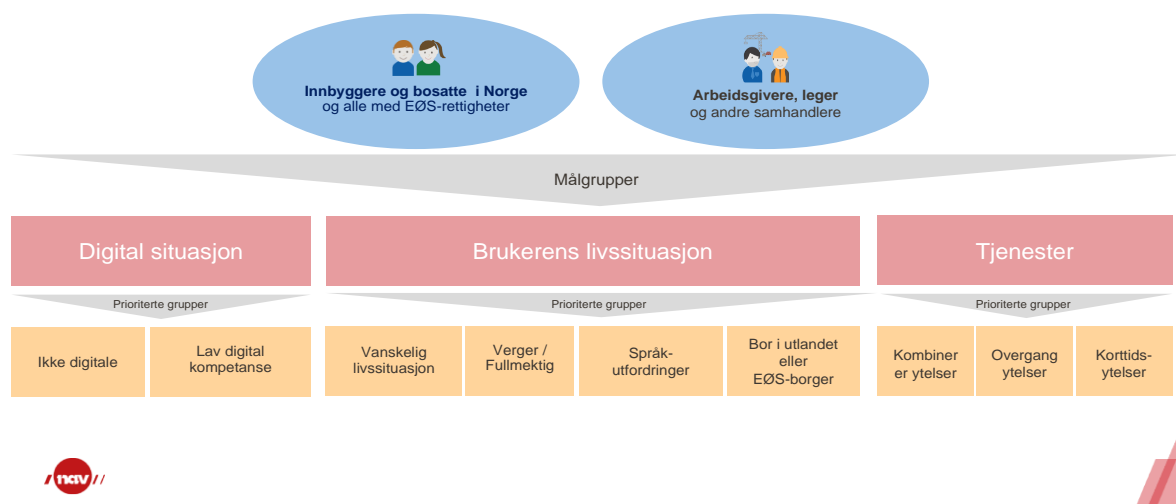 Innbyggere og bosatte i Norge
og alle med EØS-rettigheter
Arbeidsgivere, leger
og andre samhandlere
Målgrupper
Digital situasjon
Brukerens livssituasjon
Tjenester
Prioriterte grupper
Prioriterte grupper
Prioriterte grupper
Ikke digitale
Lav digital
kompetanse
Vanskelig
livssituasjon
Verger /
Fullmektig
Språk-
utfordringer
Bor i utlandet
eller
EØS-borger
Kombiner
er ytelser
Overgang
ytelser
Korttids-
ytelser
nav